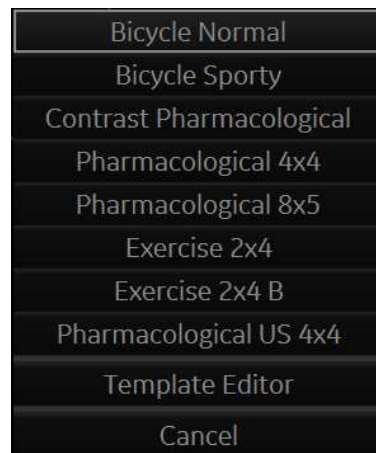 Bicycle Normal
Bicycle Sporty
Contrast Pharmacological
Pharmacological 4x4
Pharmacological 8x5
Exercise 2x4
Exercise 2x4 B
Pharmacological US 4x4
Template Editor
Cancel